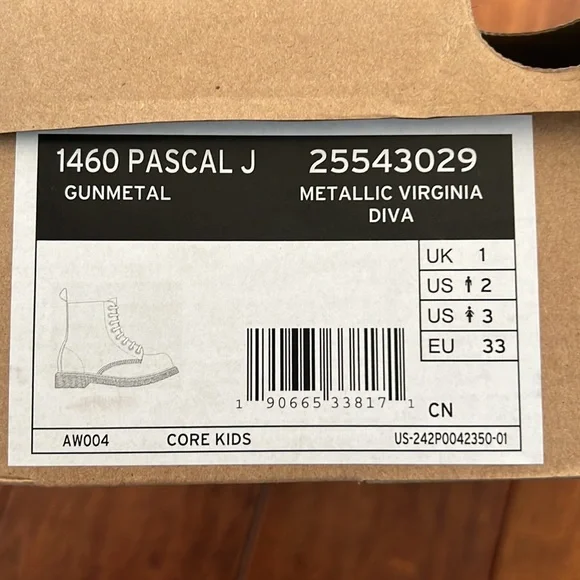 1460 PASCAL J 25543029
GUNMETAL METALLIC VIRGINIA
DIVA
UK 1
US 2
US 3
EU 33
1 90665 33817 1
CN
AW004 CORE KIDS US-242P0042350-01